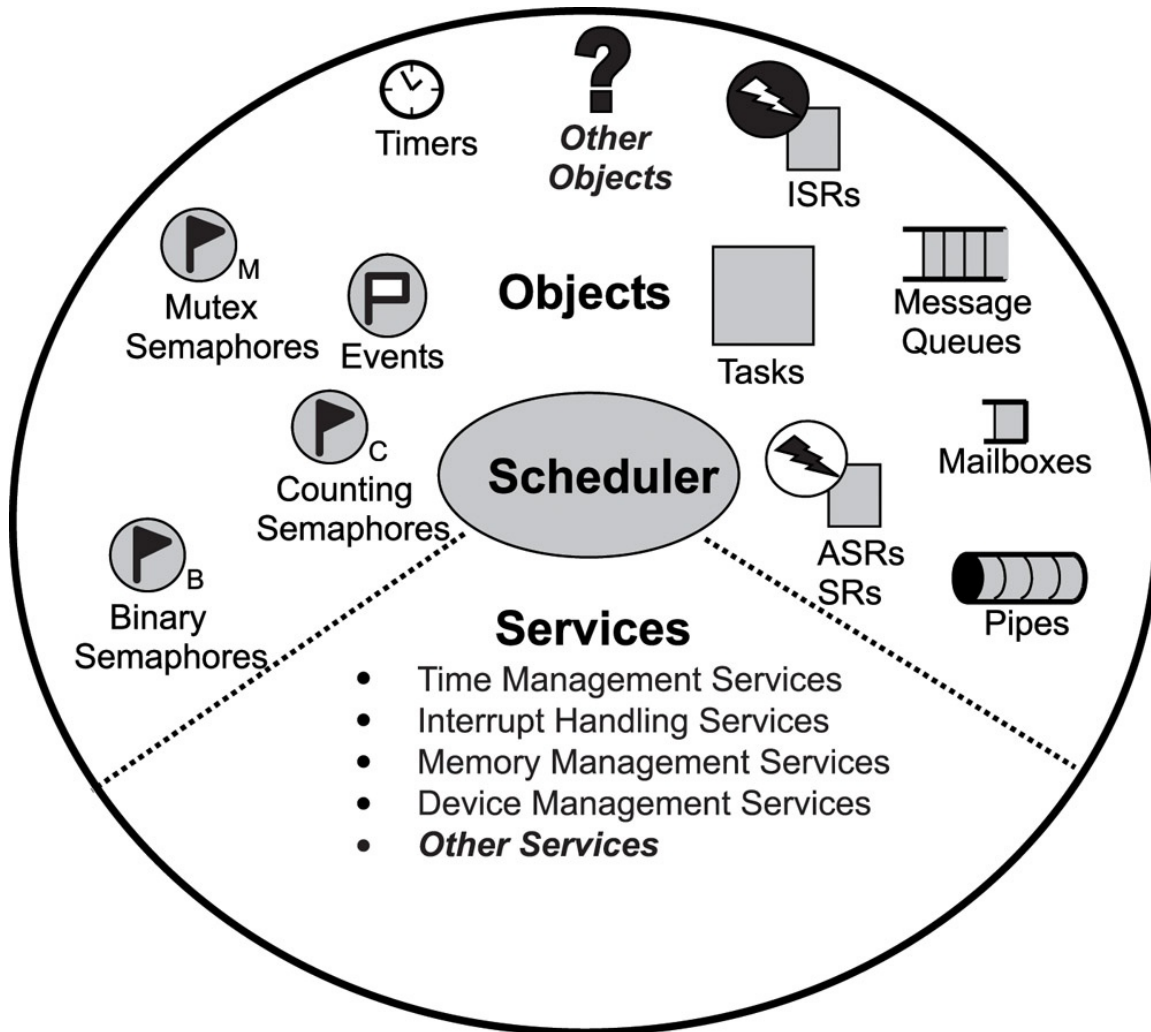 Timers
Other
Objects
ISRs
M
Mutex
Semaphores
Events
Objects
Tasks
Message
Queues
C
Counting
Semaphores
Scheduler
Mailboxes
ASRs
SRs
B
Binary
Semaphores
Pipes
Services
• Time Management Services
• Interrupt Handling Services
• Memory Management Services
• Device Management Services
• Other Services